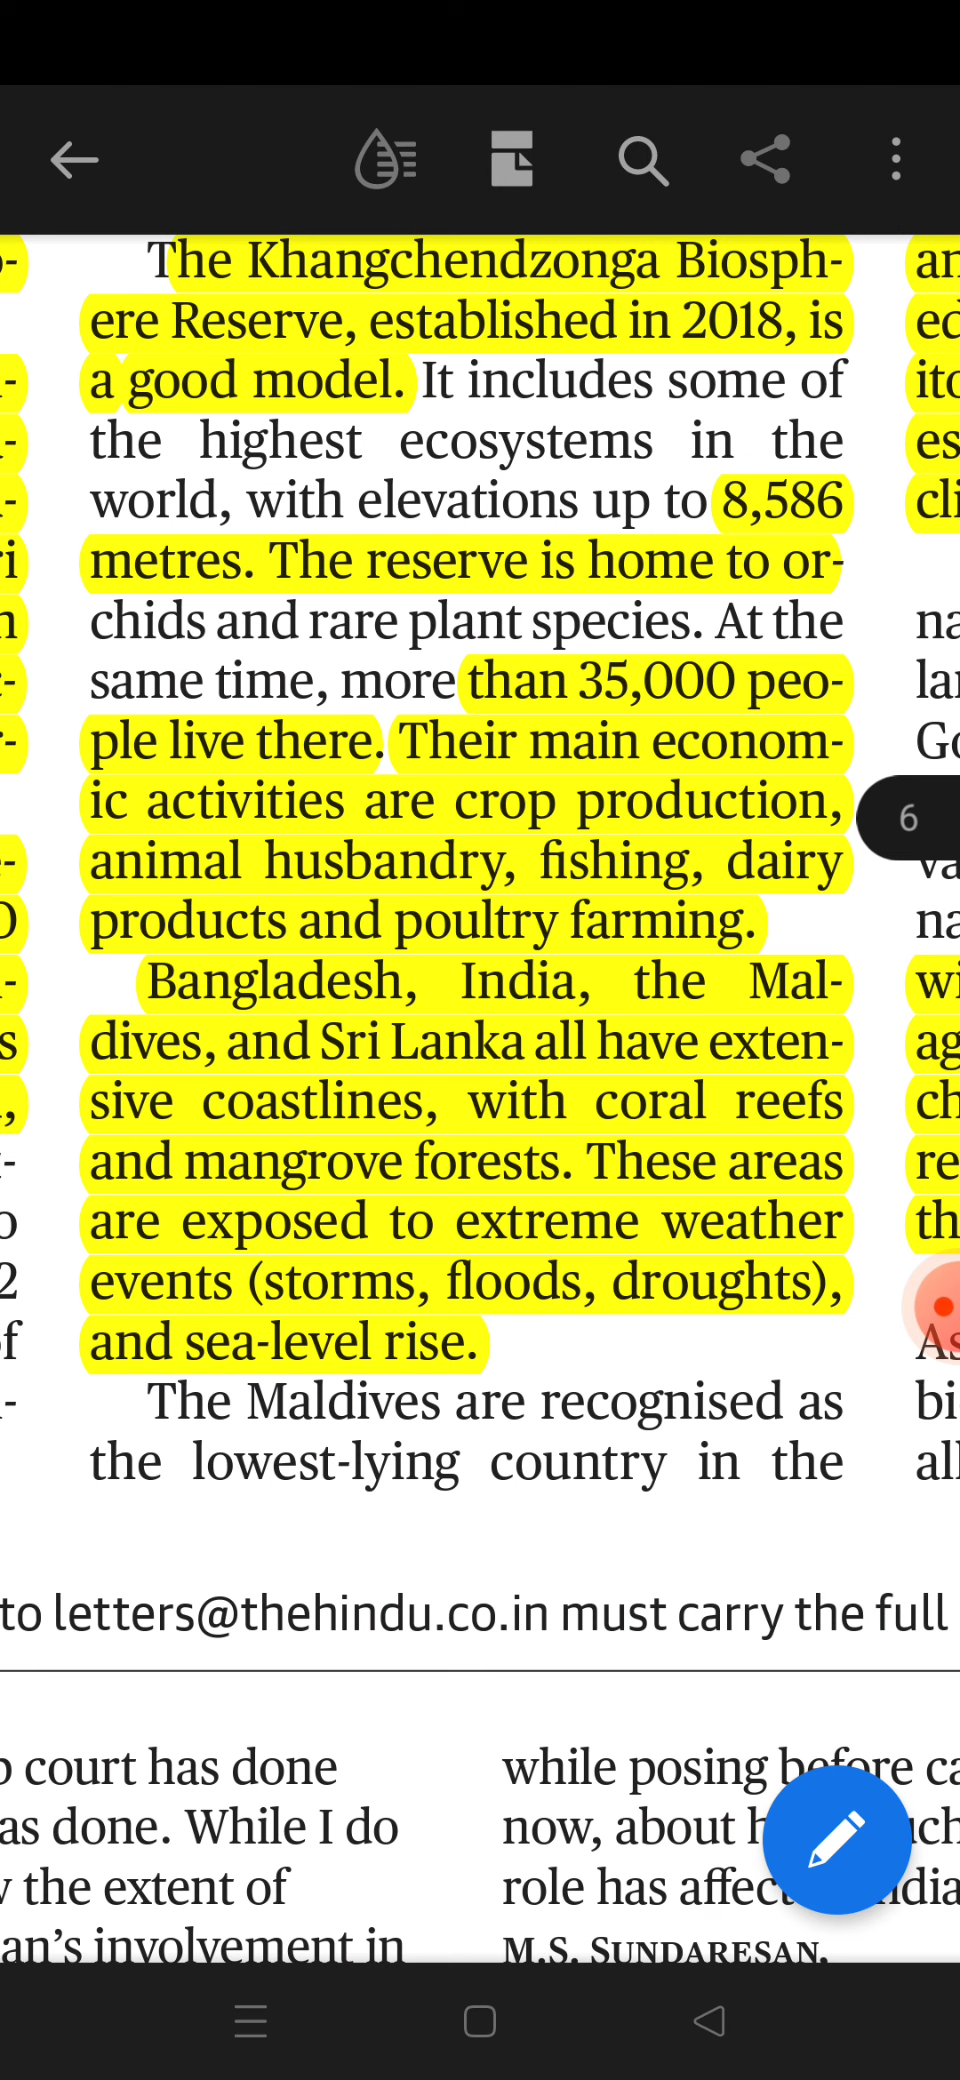 The Khangchendzonga Biosph-
ere Reserve, established in 2018, is
a good model. It includes some of
the highest ecosystems in the
world, with elevations up to 8,586
metres. The reserve is home to or-
chids and rare plant species. At the
same time, more than 35,000 peo-
ple live there. Their main econom-
ic activities are crop production,
animal husbandry, fishing, dairy
products and poultry farming.
Bangladesh, India, the Mal-
dives, and Sri Lanka all have exten-
sive coastlines, with coral reefs
and mangrove forests. These areas
are exposed to extreme weather
events (storms, floods, droughts),
and sea-level rise.
The Maldives are recognised as
the lowest-lying country in the
6
to letters@thehindu.co.in must carry the full
court has done
as done. While I do
the extent of
an's involvement in
while posing before
now, about
role has
M.S. SUNDARESAN,